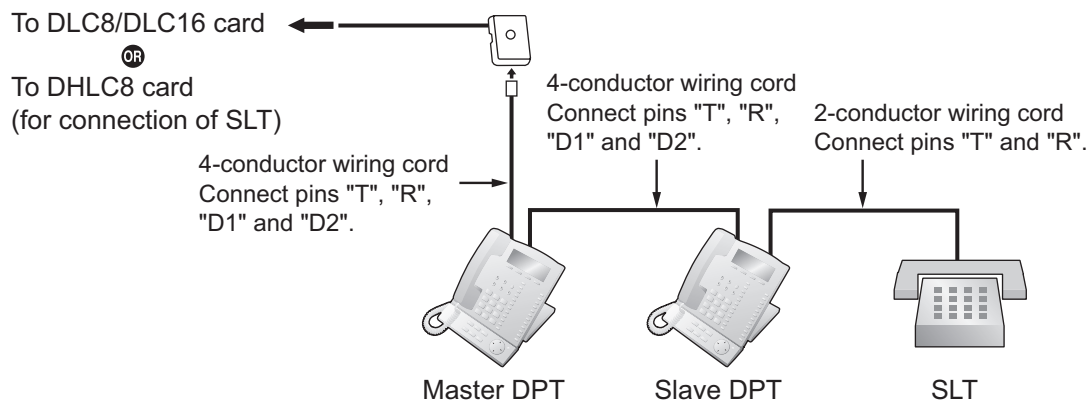 To DLC8/DLC16 card
OR
To DHLC8 card
(for connection of SLT)
4-conductor wiring cord
Connect pins "T", "R",
"D1" and "D2".
4-conductor wiring cord
Connect pins "T", "R",
"D1" and "D2".
2-conductor wiring cord
Connect pins "T" and "R".
Master DPT
Slave DPT
SLT